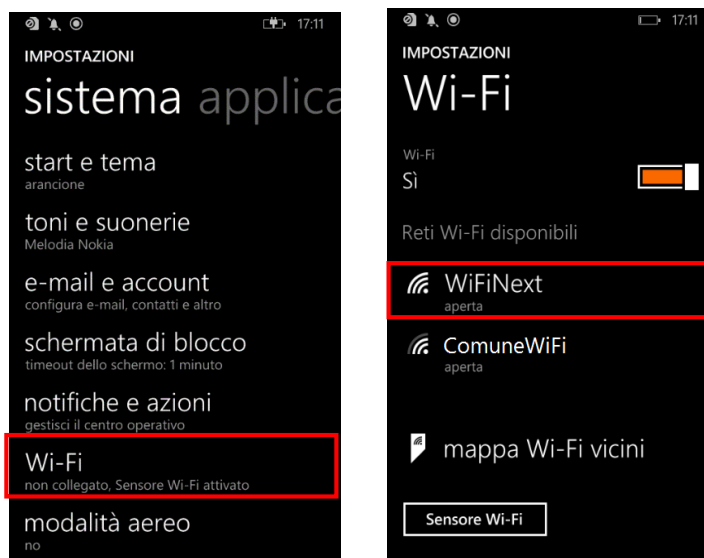 17:11
IMPOSTAZIONI
sistema applica
start e tema
arancione
toni e suonerie
Melodia Nokia
e-mail e account
configura e-mail, contatti e altro
schermata di blocco
timeout dello schermo: 1 minuto
notifiche e azioni
gestisci il centro operativo
Wi-Fi
non collegato, Sensore Wi-Fi attivato
modalità aereo
no
17:11
IMPOSTAZIONI
Wi-Fi
Wi-Fi
Sì
Reti Wi-Fi disponibili
WiFiNext
aperta
ComuneWiFi
aperta
mappa Wi-Fi vicini
Sensore Wi-Fi